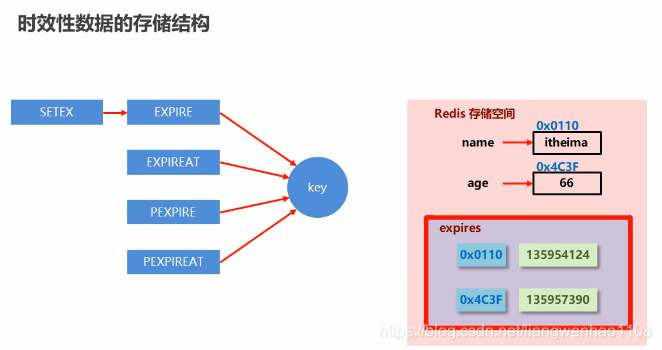 时效性数据的存储结构
SETEX
EXPIRE
EXPIREAT
PEXPIRE
PEXPIREAT
key
Redis 存储空间
0x0110
name
itheima
0x4C3F
age
66
expires
0x0110
135954124
0x4C3F
135957390
https://blog.csdn.net/liangwenhao1108